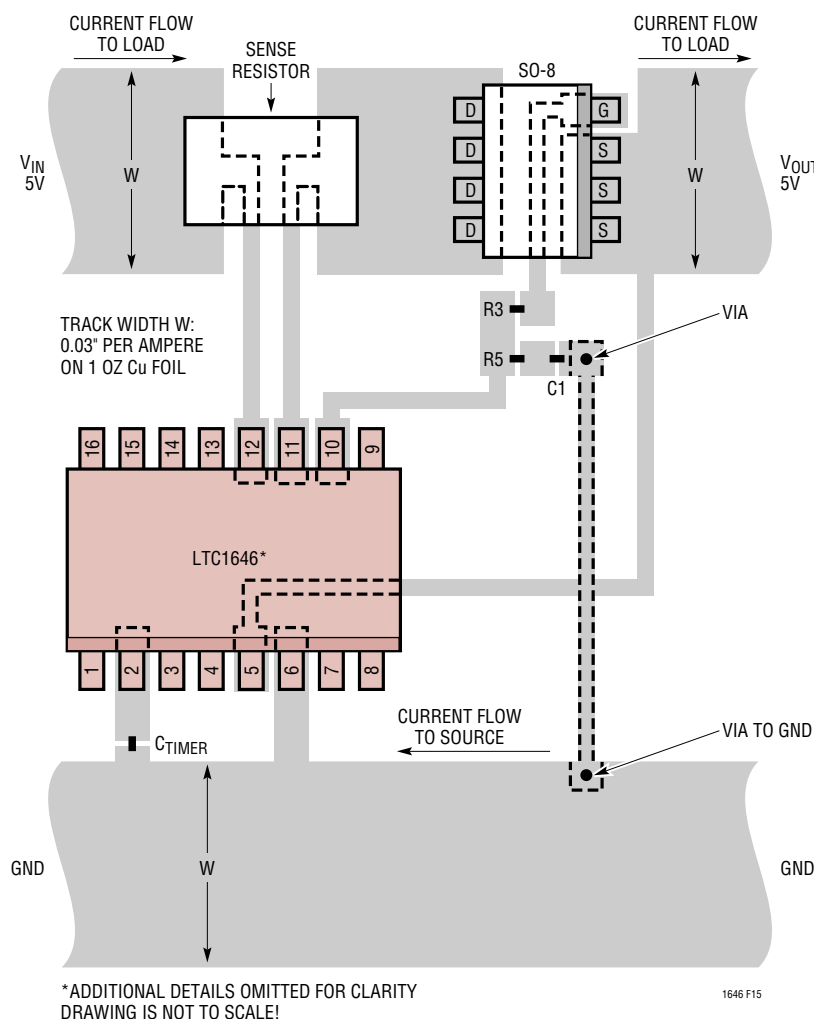 CURRENT FLOW
TO LOAD
SENSE
RESISTOR
CURRENT FLOW
TO LOAD
SO-8
D
G
D
S
D
S
D
S
VIN
5V
W
W
VOUT
5V
TRACK WIDTH W:
0.03" PER AMPERE
ON 1 OZ Cu FOIL
R3
VIA
R5
C1
16
15
14
13
12
11
10
9
LTC1646*
1
2
3
4
5
6
7
8
CURRENT FLOW
TO SOURCE
CTIMER
VIA TO GND
GND
W
GND
*ADDITIONAL DETAILS OMITTED FOR CLARITY
DRAWING IS NOT TO SCALE!
1646 F15